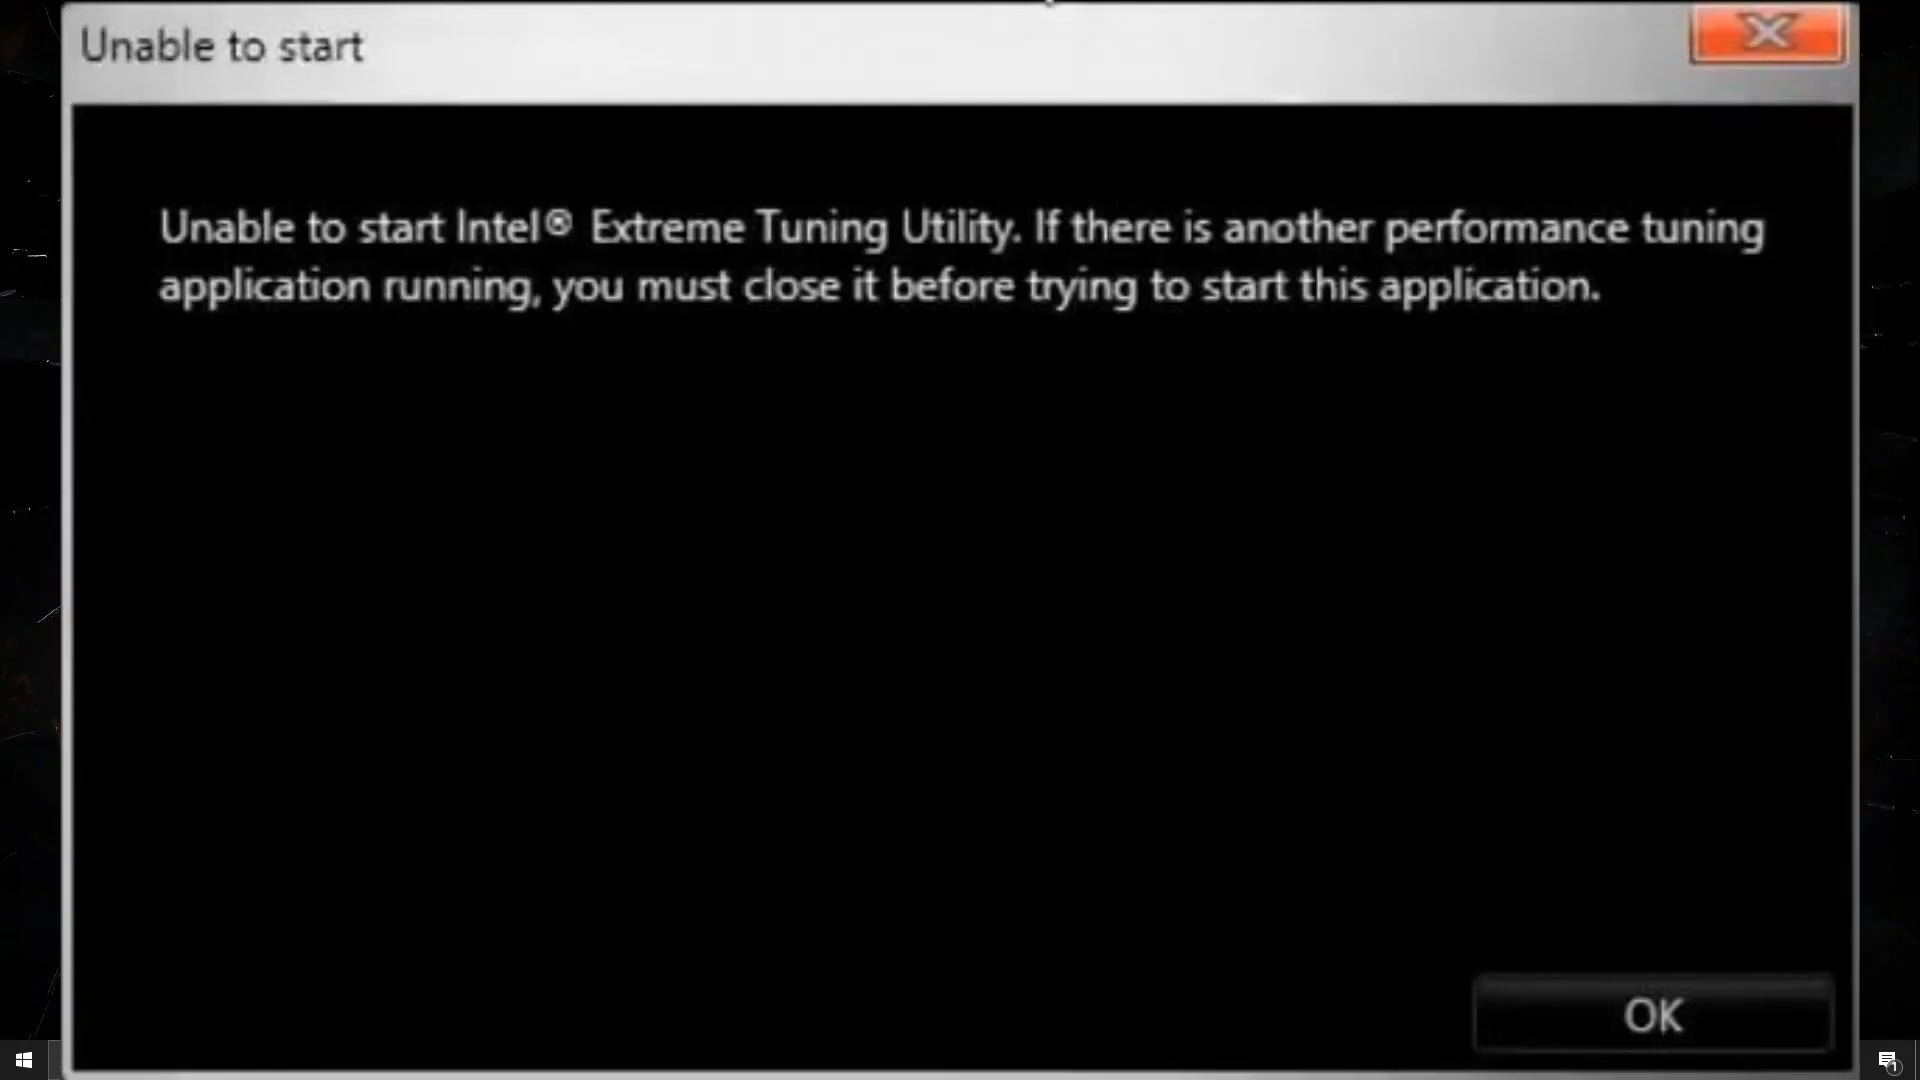 Unable to start
Unable to start Intel® Extreme Tuning Utility. If there is another performance tuning
application running, you must close it before trying to start this application.
OK
1